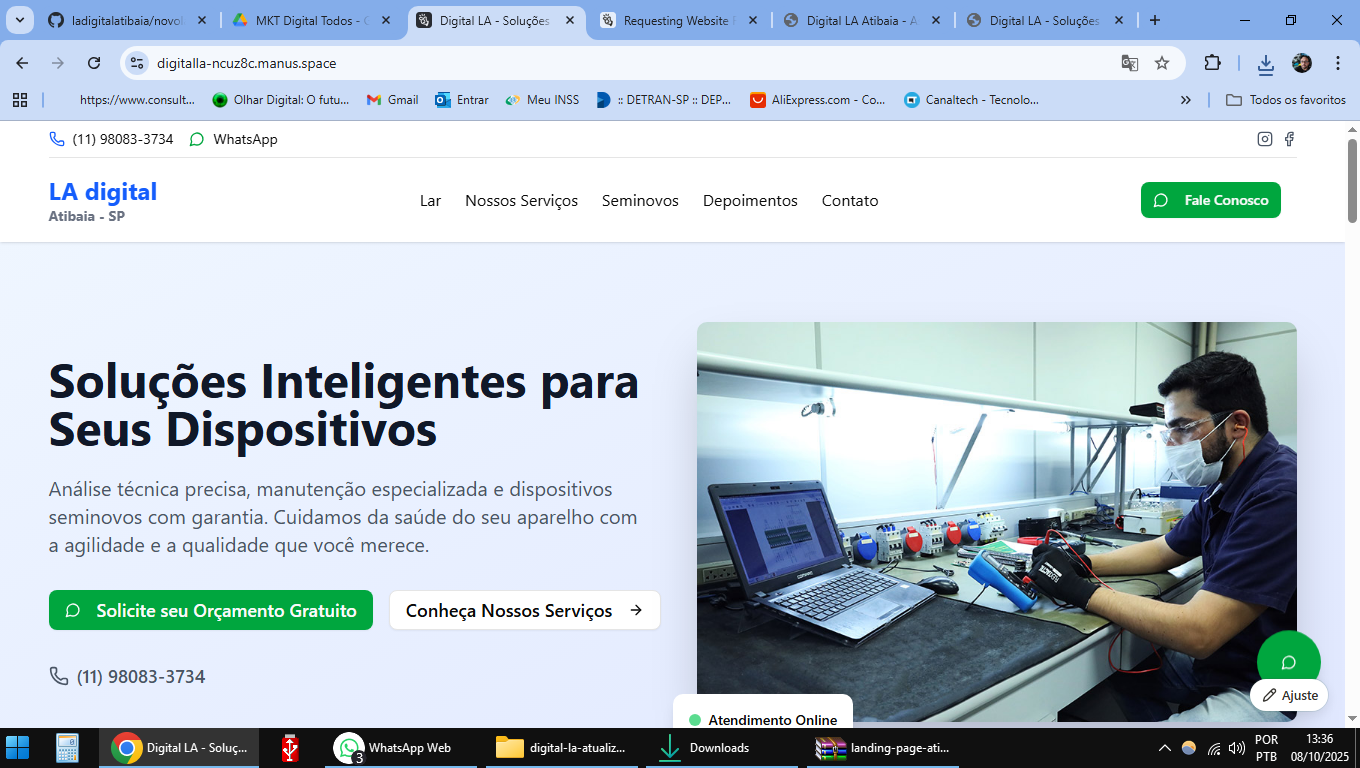 ladigitalatibaia/novol
MKT Digital Todos - G
Digital LA - Soluções
Requesting Website
Digital LA Atibaia - A
Digital LA - Soluções
digitalla-ncuz8c.manus.space
https://www.consult...
Olhar Digital: O futu...
Gmail
Entrar
Meu INSS
:: DETRAN-SP :: DEP...
AliExpress.com - Co...
Canaltech - Tecnolo...
Todos os favoritos
(11) 98083-3734
WhatsApp
LA digital
Atibaia - SP
Lar
Nossos Serviços
Seminovos
Depoimentos
Contato
Fale Conosco
Soluções Inteligentes para
Seus Dispositivos
Análise técnica precisa, manutenção especializada e dispositivos
seminovos com garantia. Cuidamos da saúde do seu aparelho com
a agilidade e a qualidade que você merece.
Solicite seu Orçamento Gratuito
Conheça Nossos Serviços
(11) 98083-3734
Atendimento Online
Ajuste
Digital LA - Soluç...
3
WhatsApp Web
digital-la-atualiz...
Downloads
landing-page-ati...
POR
PTB
13:36
08/10/2025